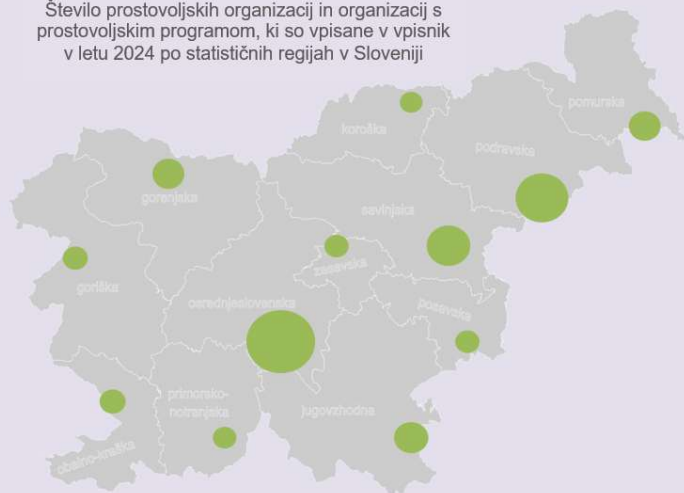 Število prostovoljskih organizacij in organizacij s
prostovoljskim programom, ki so vpisane v vpisnik
v letu 2024 po statističnih regijah v Sloveniji
pomurska
koroška
podravska
gorenjska
savinjska
zasavska
goriška
osrednjeslovenska
posavska
primorsko-
notranjska
jugovzhodna
obalno-kraška